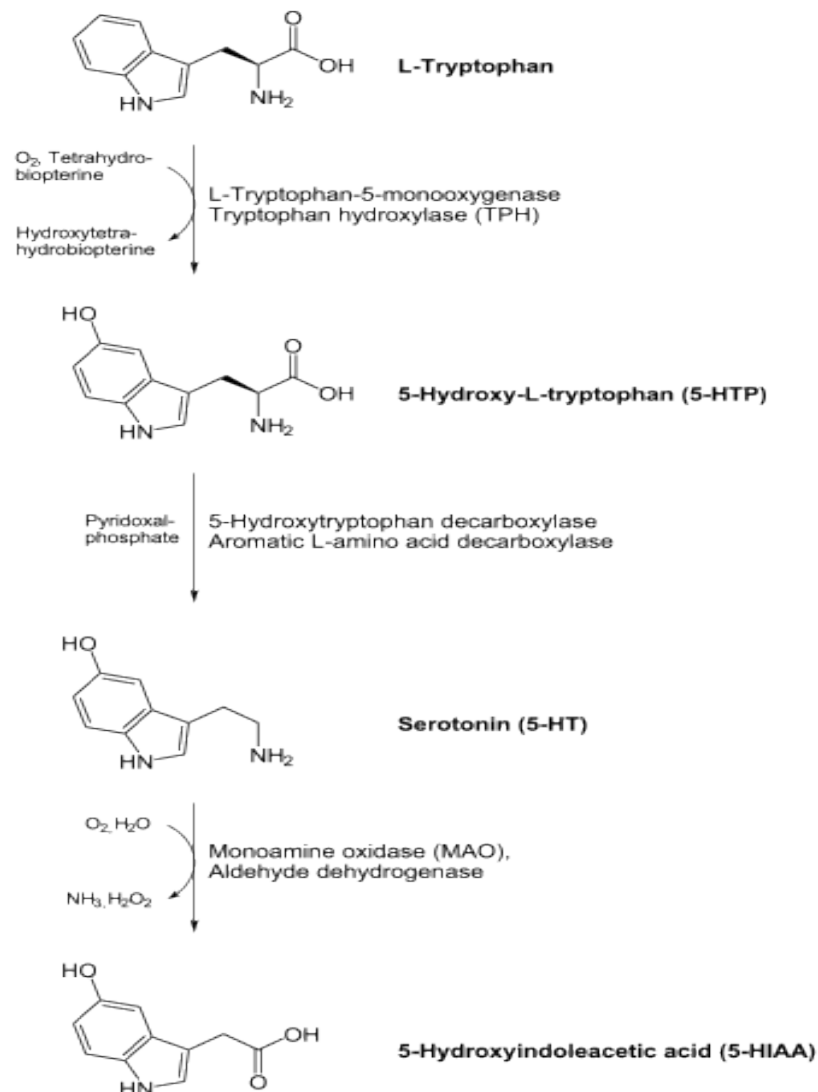 O
OH
HN
NH₂
L-Tryptophan
O₂, Tetrahydro-
biopterine
L-Tryptophan-5-monooxygenase
Tryptophan hydroxylase (TPH)
Hydroxytetra-
hydrobiopterine
HO
O
OH
HN
NH₂
5-Hydroxy-L-tryptophan (5-HTP)
Pyridoxal-
phosphate
5-Hydroxytryptophan decarboxylase
Aromatic L-amino acid decarboxylase
HO
HN
NH₂
Serotonin (5-HT)
O₂, H₂O
Monoamine oxidase (MAO),
Aldehyde dehydrogenase
NH₃, H₂O₂
HO
OH
O
HN
5-Hydroxyindoleacetic acid (5-HIAA)